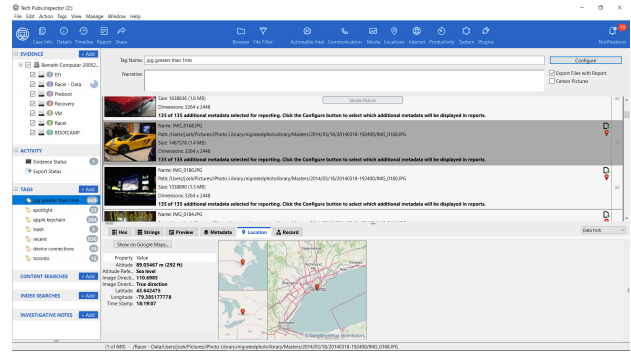 Tech Pubs.inspector (Z:)
File Edit Action Tags View Manage Window Help
Case Info Details Timeline Report Share
Browser File Filter Actionable Intel Communication Media Locations Internet Productivity System Plugins
Notifications
EVIDENCE + Add
Bennett-Computer-20052...
EFI
Racer - Data
Preboot
Recovery
VM
Racer
BOOTCAMP
ACTIVITY
Evidence Status 1
Export Status
TAGS + Add
jpg greater than 1mb 849
spotlight
apple keychain
trash
recent
device connections
toronto
CONTENT SEARCHES + Add
INDEX SEARCHES + Add
INVESTIGATIVE NOTES + Add
Tag Name: jpg greater than 1mb
Configure
Narrative:
Export Files with Report
Censor Pictures
Size: 1638636 (1.6 MB)
Media Picture
Dimensions: 3264 x 2448
135 of 135 additional metadata selected for reporting. Click the Configure button to select which additional metadata will be displayed in reports.
Name: IMG_0168.JPG
Path: /Users/josh/Pictures/iPhoto Library.migratedphotolibrary/Masters/2014/03/18/20140318-192400/IMG_0168.JPG
Size: 1467578 (1.4 MB)
Dimensions: 3264 x 2448
135 of 135 additional metadata selected for reporting. Click the Configure button to select which additional metadata will be displayed in reports.
Name: IMG_0180.JPG
Path: /Users/josh/Pictures/iPhoto Library.migratedphotolibrary/Masters/2014/03/18/20140318-192400/IMG_0180.JPG
Size: 1338890 (1.3 MB)
Dimensions: 3264 x 2448
135 of 135 additional metadata selected for reporting. Click the Configure button to select which additional metadata will be displayed in reports.
Name: IMG_0184.JPG
Hex Strings Preview Metadata Location Record
Data Fork
Show on Google Maps...
Property Value
Altitude 89.03467 m (292 ft)
Altitude Refe.. Sea level
Image Directi... 110.6985
Image Directi... True direction
Latitude 43.642475
Longitude -79.385177778
Time Stamp 18:19:07
Toronto
© OpenStreetMap contributors
(1 of 849) - /Racer - Data/Users/josh/Pictures/iPhoto Library.migratedphotolibrary/Masters/2014/03/18/20140318-192400/IMG_0168.JPG